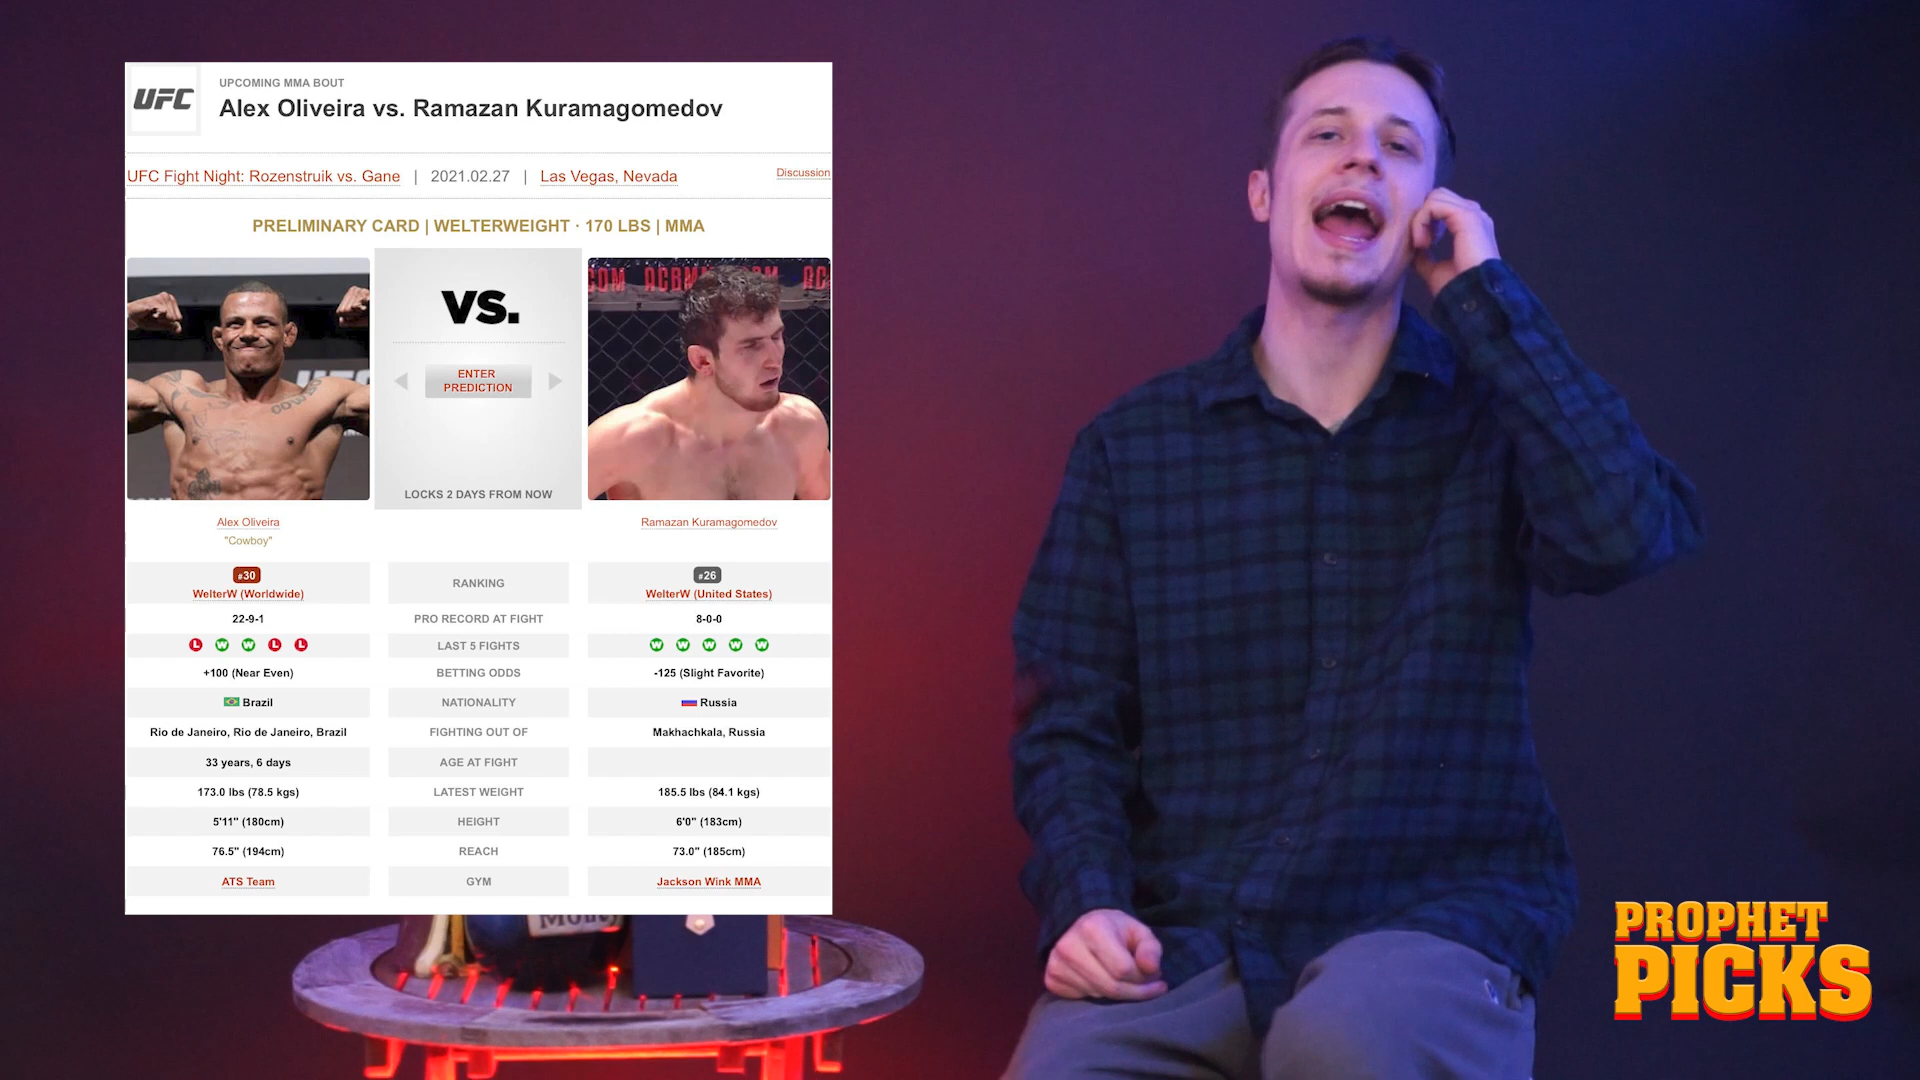 UFC
UPCOMING MMA BOUT
Alex Oliveira vs. Ramazan Kuramagomedov
UFC Fight Night: Rozenstruik vs. Gane | 2021.02.27 | Las Vegas, Nevada
Discussion
PRELIMINARY CARD | WELTERWEIGHT · 170 LBS | MMA
VS.
ENTER
PREDICTION
LOCKS 2 DAYS FROM NOW
Alex Oliveira
"Cowboy"
Ramazan Kuramagomedov
#30
WelterW (Worldwide)
RANKING
#26
WelterW (United States)
22-9-1 PRO RECORD AT FIGHT 8-0-0
L W W L L LAST 5 FIGHTS W W W W W
+100 (Near Even) BETTING ODDS -125 (Slight Favorite)
Brazil NATIONALITY Russia
Rio de Janeiro, Rio de Janeiro, Brazil FIGHTING OUT OF Makhachkala, Russia
33 years, 6 days AGE AT FIGHT
173.0 lbs (78.5 kgs) LATEST WEIGHT 185.5 lbs (84.1 kgs)
5'11" (180cm) HEIGHT 6'0" (183cm)
76.5" (194cm) REACH 73.0" (185cm)
ATS Team GYM Jackson Wink MMA
PROPHET
PICKS